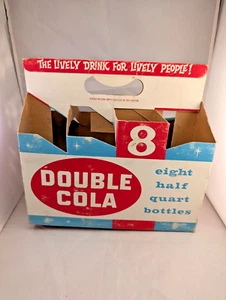 THE LIVELY DRINK FOR LIVELY PEOPLE!
8
DOUBLE
COLA
eight
half
quart
bottles